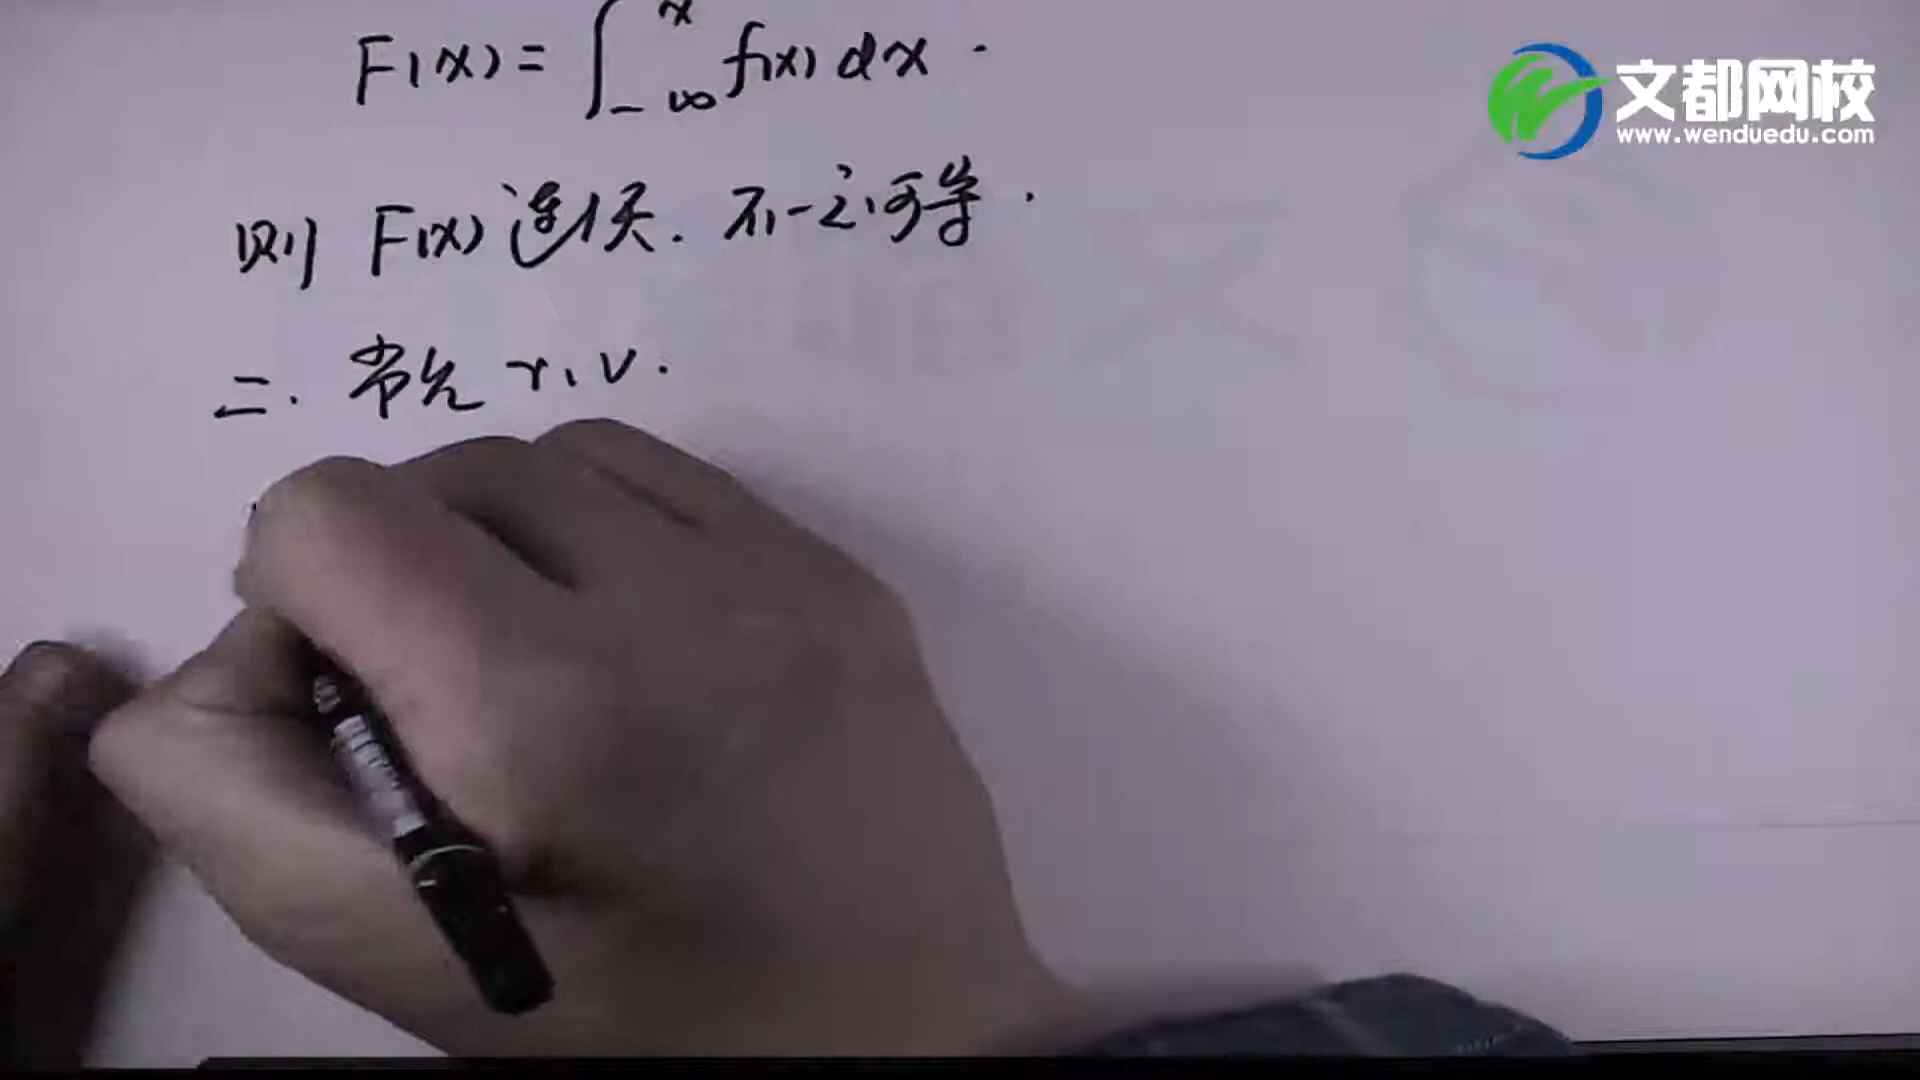 F(x) = ∫_{-∞}^{x} f(x) dx .
则 F(x) 连续. 不一定可导.
二. 常见 r.v.
文都网校
www.wenduedu.com